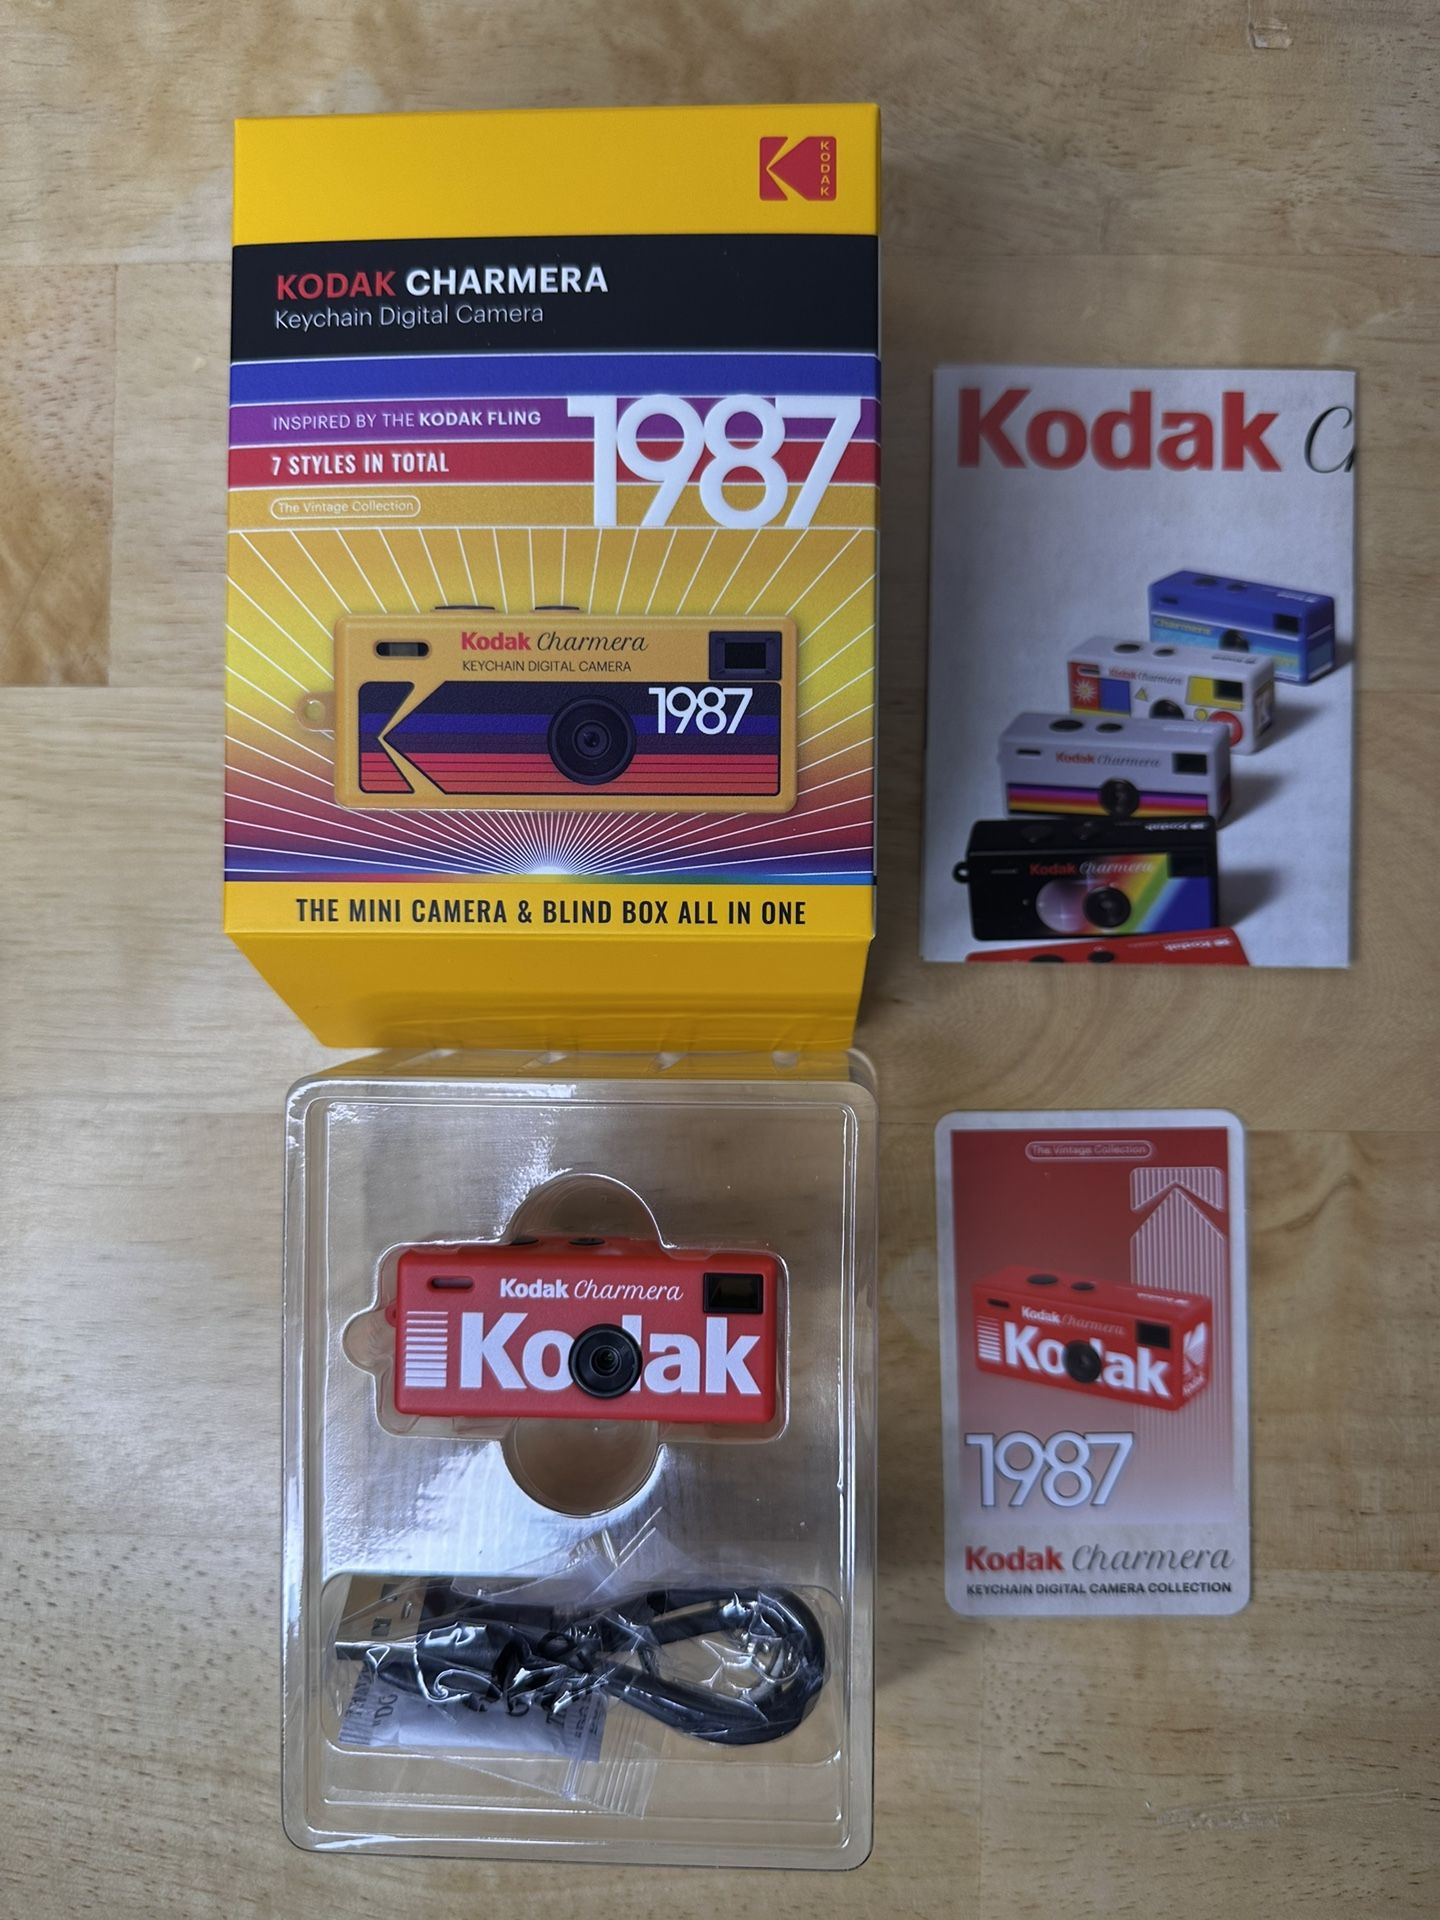 KODAK
KODAK CHARMERA
Keychain Digital Camera
INSPIRED BY THE KODAK FLING
1987
7 STYLES IN TOTAL
The Vintage Collection
Kodak Charmera
KEYCHAIN DIGITAL CAMERA
1987
THE MINI CAMERA & BLIND BOX ALL IN ONE
Kodak
Charmera
Kodak Charmera
Kodak Charmera
Kodak Charmera
Kodak Charmera
Kodak
The Vintage Collection
Kodak Charmera
Kodak
1987
Kodak Charmera
KEYCHAIN DIGITAL CAMERA COLLECTION